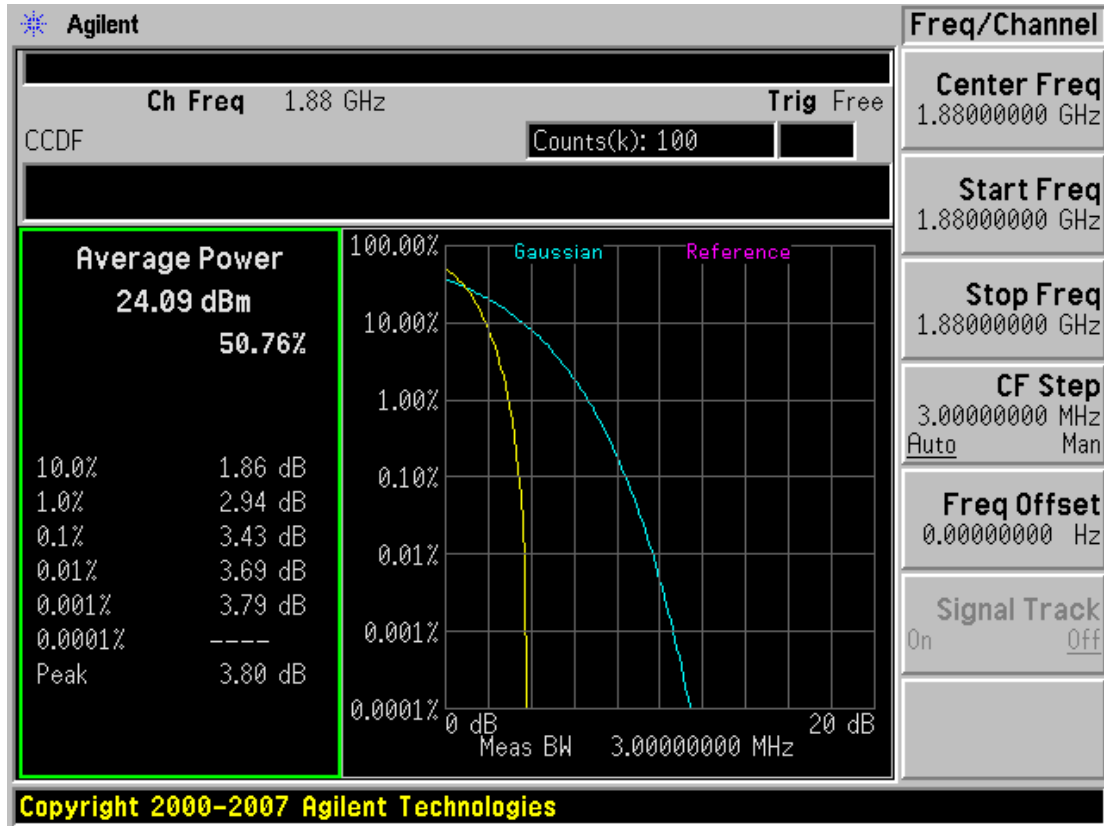 Agilent
Freq/Channel
Ch Freq 1.88 GHz Trig Free
CCDF Counts(k): 100
Center Freq
1.88000000 GHz
Start Freq
1.88000000 GHz
Stop Freq
1.88000000 GHz
CF Step
3.00000000 MHz
Auto Man
Freq Offset
0.00000000 Hz
Signal Track
On Off
Average Power
24.09 dBm
50.76%
10.0% 1.86 dB
1.0% 2.94 dB
0.1% 3.43 dB
0.01% 3.69 dB
0.001% 3.79 dB
0.0001% ----
Peak 3.80 dB
Gaussian Reference
100.00%
10.00%
1.00%
0.10%
0.01%
0.001%
0.0001%
0 dB 20 dB
Meas BW 3.00000000 MHz
Copyright 2000-2007 Agilent Technologies